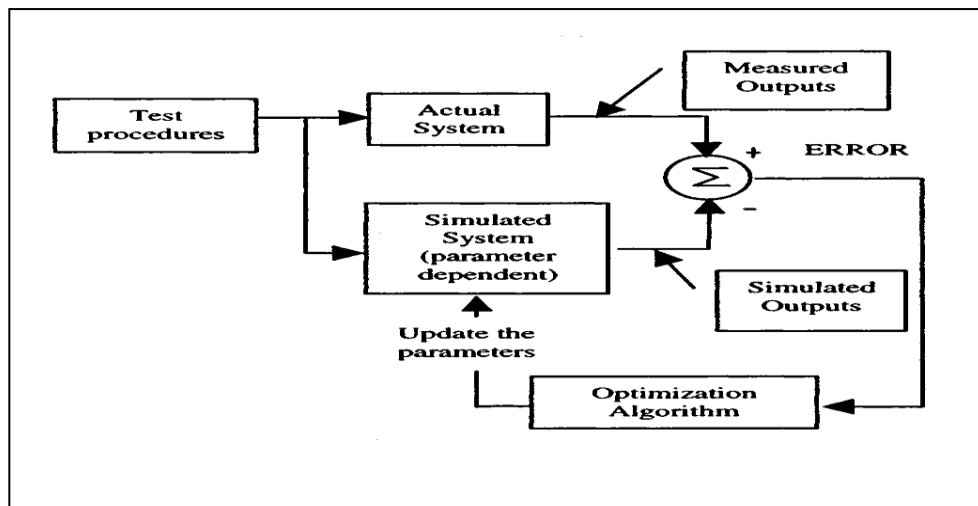 Measured
Outputs
Test
procedures
Actual
System
+
ERROR
Σ
-
Simulated
System
(parameter
dependent)
Simulated
Outputs
Update the
parameters
Optimization
Algorithm